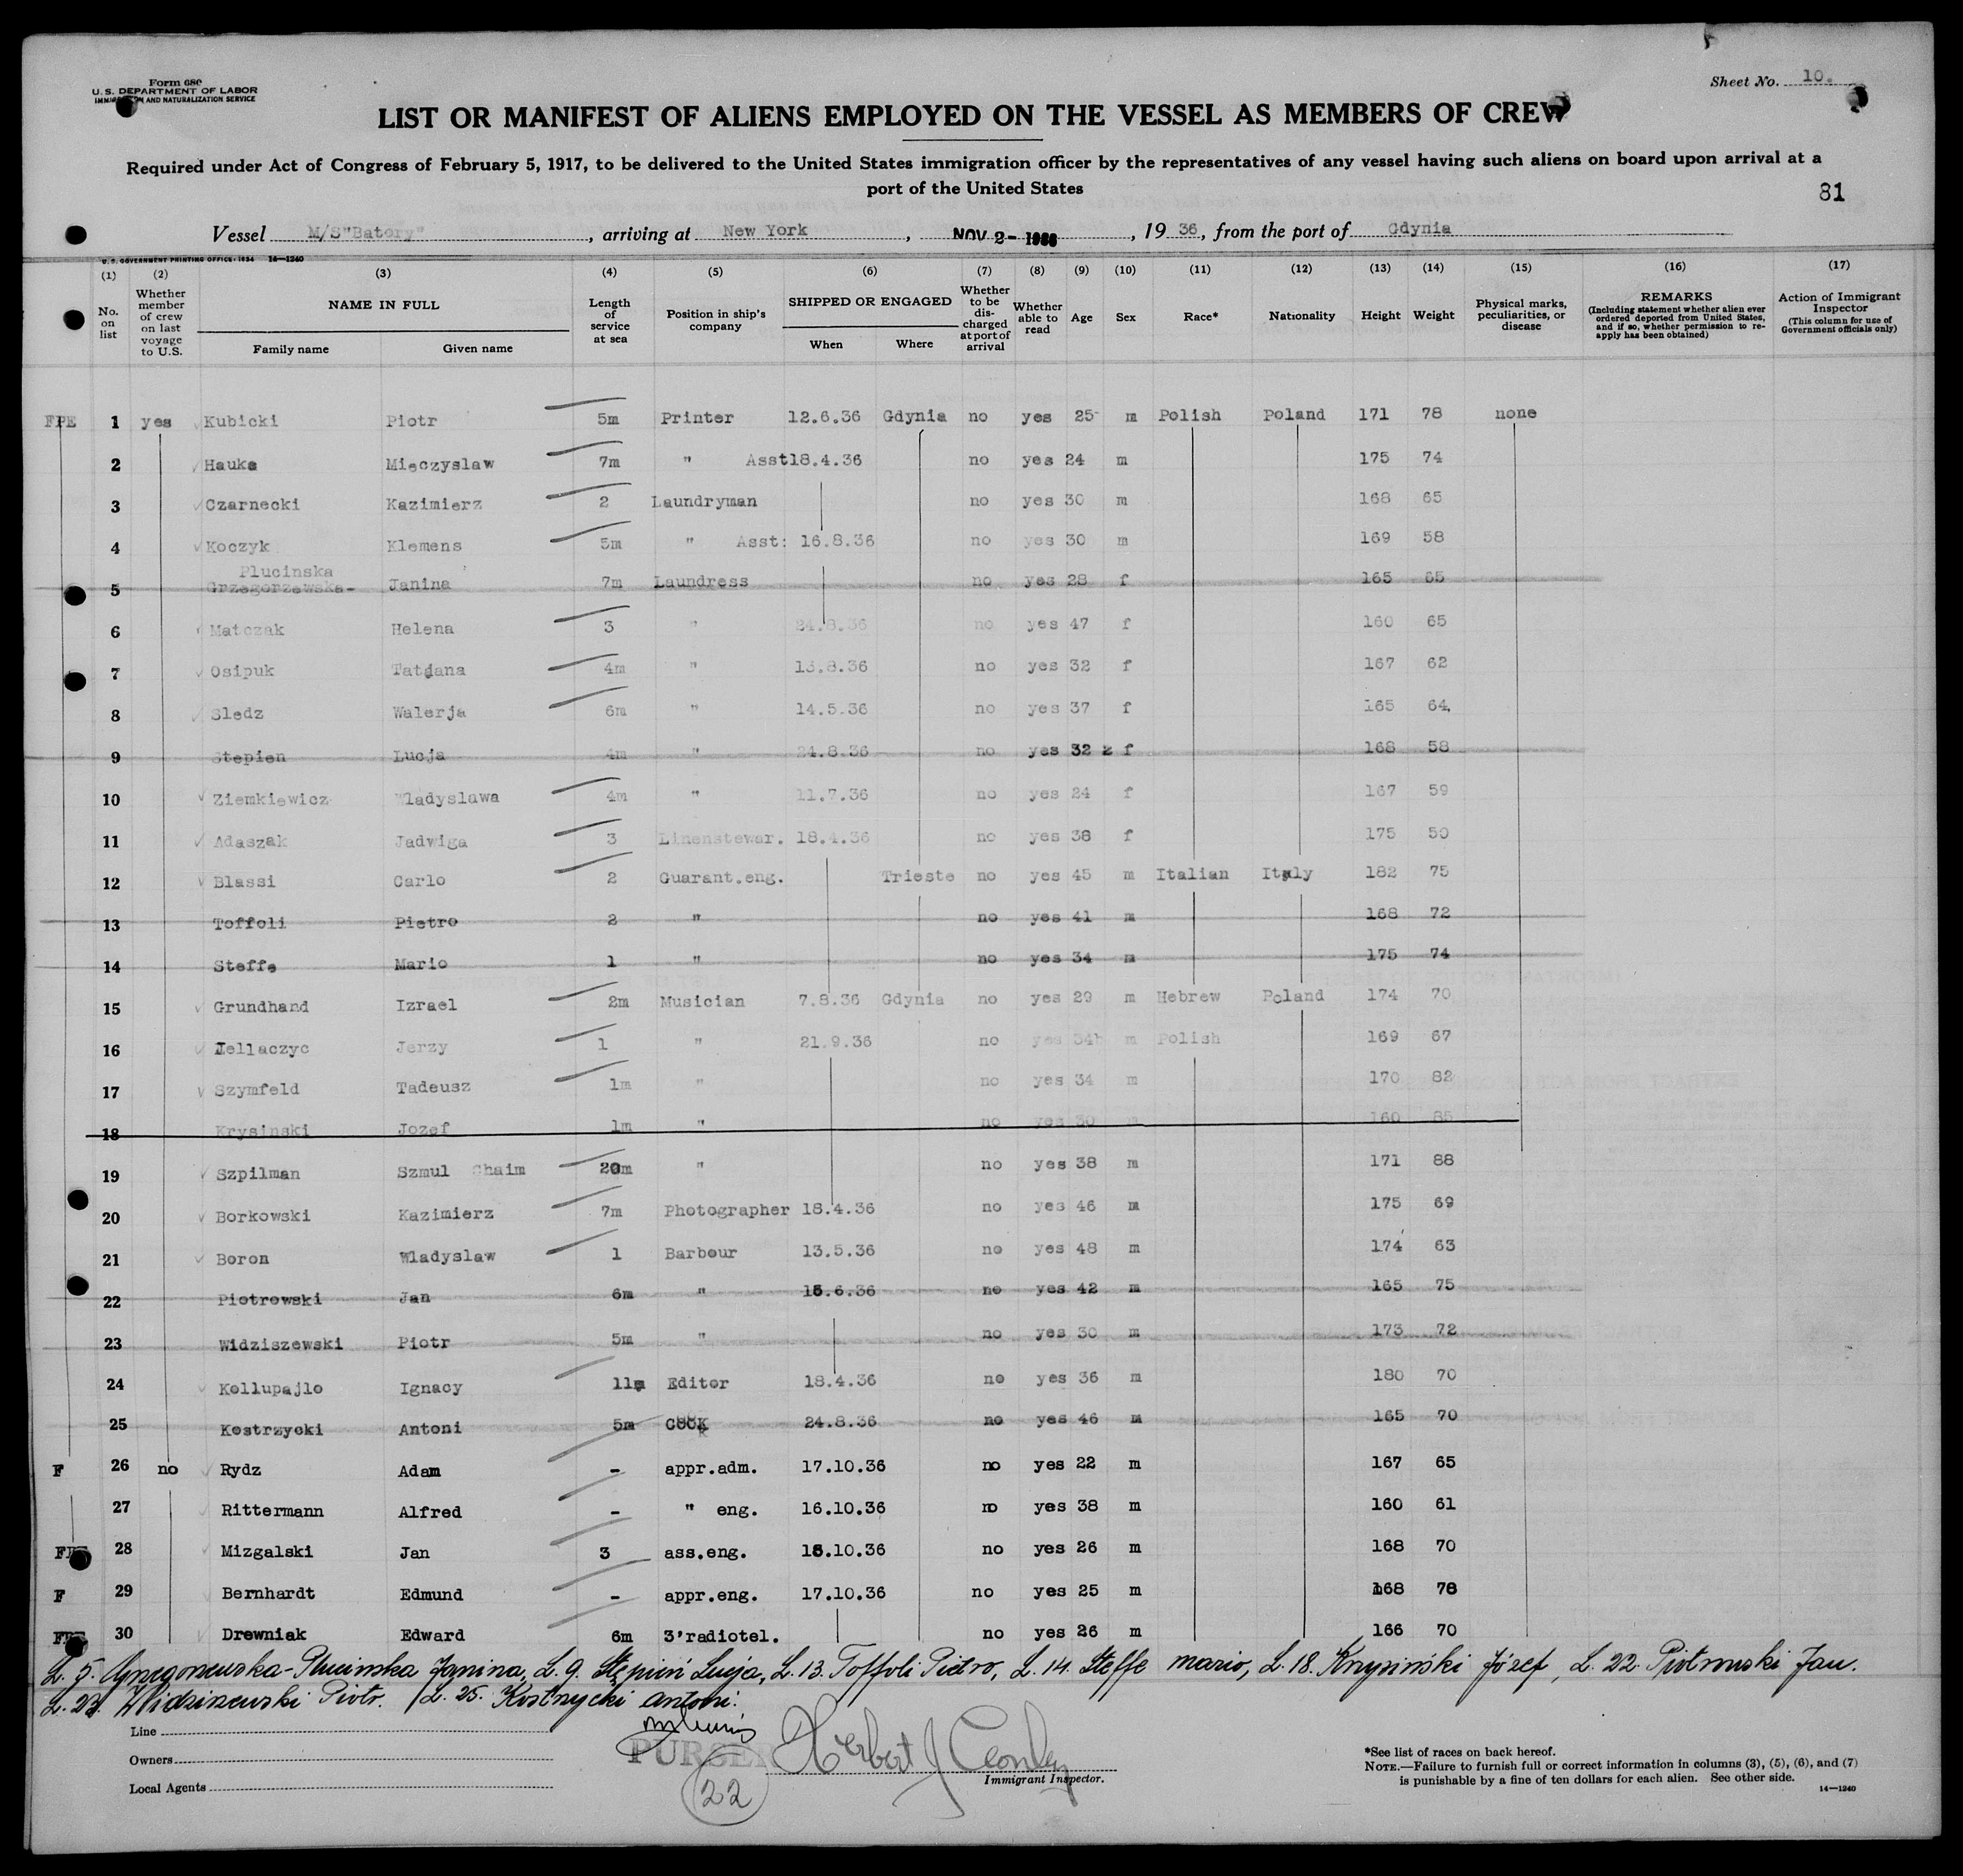 Form 680
U. S. DEPARTMENT OF LABOR
IMMIGRATION AND NATURALIZATION SERVICE
Sheet No. 10.
LIST OR MANIFEST OF ALIENS EMPLOYED ON THE VESSEL AS MEMBERS OF CREW
Required under Act of Congress of February 5, 1917, to be delivered to the United States immigration officer by the representatives of any vessel having such aliens on board upon arrival at a
port of the United States
81
Vessel M/S"Batory", arriving at New York, NOV 2- 1936, 1936, from the port of Gdynia
U. S. GOVERNMENT PRINTING OFFICE: 1934 14—1240
(1) (2) (3) (4) (5) (6) (7) (8) (9) (10) (11) (12) (13) (14) (15) (16) (17)
No. on list Whether member of crew on last voyage to U.S. NAME IN FULL Family name Given name Length of service at sea Position in ship's company SHIPPED OR ENGAGED When Where Whether to be discharged at port of arrival Whether able to read Age Sex Race* Nationality Height Weight Physical marks, peculiarities, or disease REMARKS (Including statement whether alien ever ordered deported from United States, and if so, whether permission to reapply has been obtained) Action of Immigrant Inspector (This column for use of Government officials only)
FPE 1 yes Kubicki Piotr 5m Printer 12.6.36 Gdynia no yes 25 m Polish Poland 171 78 none
2 Hauke Mieczyslaw 7m " Asst 18.4.36 no yes 24 m 175 74
3 Czarnecki Kazimierz 2 Laundryman no yes 30 m 168 65
4 Koczyk Klemens 5m " Asst: 16.8.36 no yes 30 m 169 58
5 Grzegorzewska- Plucinska Janina 7m Laundress no yes 28 f 165 65
6 Matczak Helena 3 " 24.8.36 no yes 47 f 160 65
7 Osipuk Tatjana 4m " 13.8.36 no yes 32 f 167 62
8 Sledz Walerja 6m " 14.5.36 no yes 37 f 165 64
9 Stepien Lucja 4m " 24.8.36 no yes 32 f 168 58
10 Ziemkiewicz Wladyslawa 4m " 11.7.36 no yes 24 f 167 59
11 Adaszak Jadwiga 3 Linenstewar. 18.4.36 no yes 38 f 175 50
12 Blassi Carlo 2 Guarant.eng. Trieste no yes 45 m Italian Italy 182 75
13 Toffoli Pietro 2 " no yes 41 m 168 72
14 Steffe Mario 1 " no yes 34 m 175 74
15 Grundhand Izrael 2m Musician 7.8.36 Gdynia no yes 29 m Hebrew Poland 174 70
16 Jellaczyc Jerzy 1 " 21.9.36 no yes 34 m Polish 169 67
17 Szymfeld Tadeusz 1m " no yes 34 m 170 82
18 Krysinski Jozef 1m " no yes 30 m 160 85
19 Szpilman Szmul Chaim 20m " no yes 38 m 171 88
20 Borkowski Kazimierz 7m Photographer 18.4.36 no yes 46 m 175 69
21 Boron Wladyslaw 1 Barbour 13.5.36 no yes 48 m 174 63
22 Piotrowski Jan 6m " 15.6.36 no yes 42 m 165 75
23 Widziszewski Piotr 5m " no yes 30 m 173 72
24 Kollupajlo Ignacy 11m Editor 18.4.36 no yes 36 m 180 70
25 Kostrzycki Antoni 5m Cook 24.8.36 no yes 46 m 165 70
F 26 no Rydz Adam - appr.adm. 17.10.36 no yes 22 m 167 65
27 Rittermann Alfred - " eng. 16.10.36 no yes 38 m 160 61
FPE 28 Mizgalski Jan 3 ass.eng. 15.10.36 no yes 26 m 168 70
F 29 Bernhardt Edmund - appr.eng. 17.10.36 no yes 25 m 168 78
FPE 30 Drewniak Edward 6m 3'radiotel. no yes 26 m 166 70
L. 5. Grzegorzewska-Plucinska Janina, L. 9. Stępień Lucja, L. 13. Toffoli Pietro, L. 14. Steffe mario, L. 18. Krysiński Józef, L. 22. Piotrowski Jan.
L. 23. Widziszewski Piotr. L. 25. Kostrzycki Antoni.
Line
Owners
Local Agents
PURSER
22
Herbert J Conley
Immigrant Inspector.
*See list of races on back hereof.
NOTE.—Failure to furnish full or correct information in columns (3), (5), (6), and (7)
is punishable by a fine of ten dollars for each alien. See other side.
14—1240